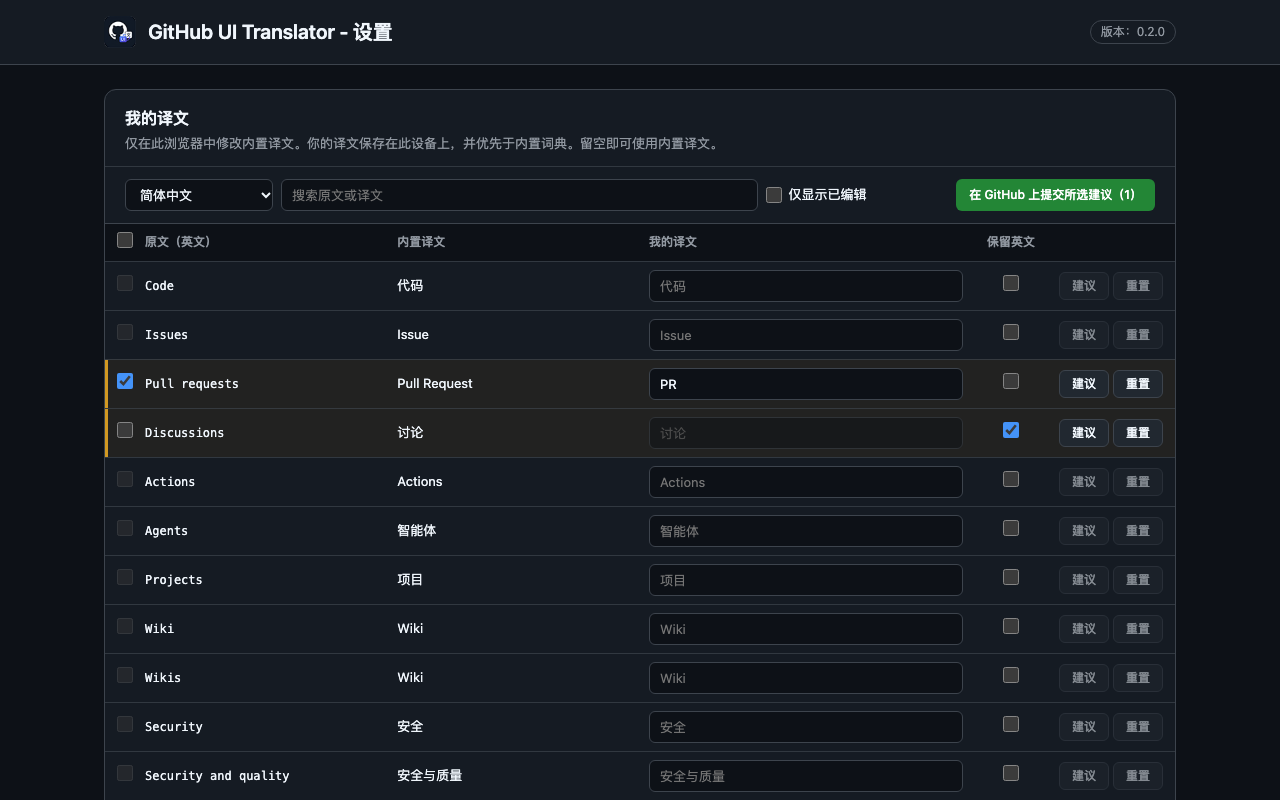 GitHub UI Translator - 设置
版本：0.2.0
我的译文
仅在此浏览器中修改内置译文。你的译文保存在此设备上，并优先于内置词典。留空即可使用内置译文。
简体中文 搜索原文或译文 仅显示已编辑 在 GitHub 上提交所选建议（1）
原文（英文） 内置译文 我的译文 保留英文
Code 代码 代码 建议 重置
Issues Issue Issue 建议 重置
Pull requests Pull Request PR 建议 重置
Discussions 讨论 讨论 建议 重置
Actions Actions Actions 建议 重置
Agents 智能体 智能体 建议 重置
Projects 项目 项目 建议 重置
Wiki Wiki Wiki 建议 重置
Wikis Wiki Wiki 建议 重置
Security 安全 安全 建议 重置
Security and quality 安全与质量 安全与质量 建议 重置